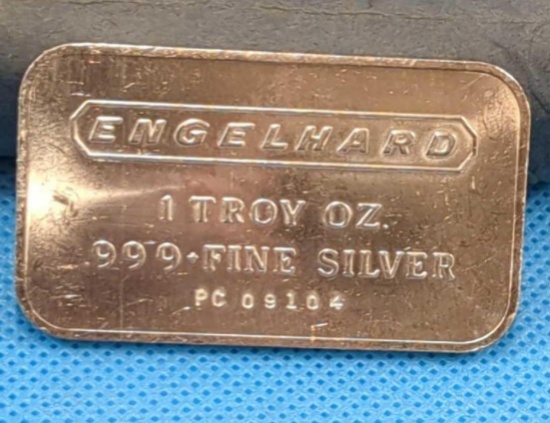 ENGELHARD
1 TROY OZ.
.999+FINE SILVER
PC 09104